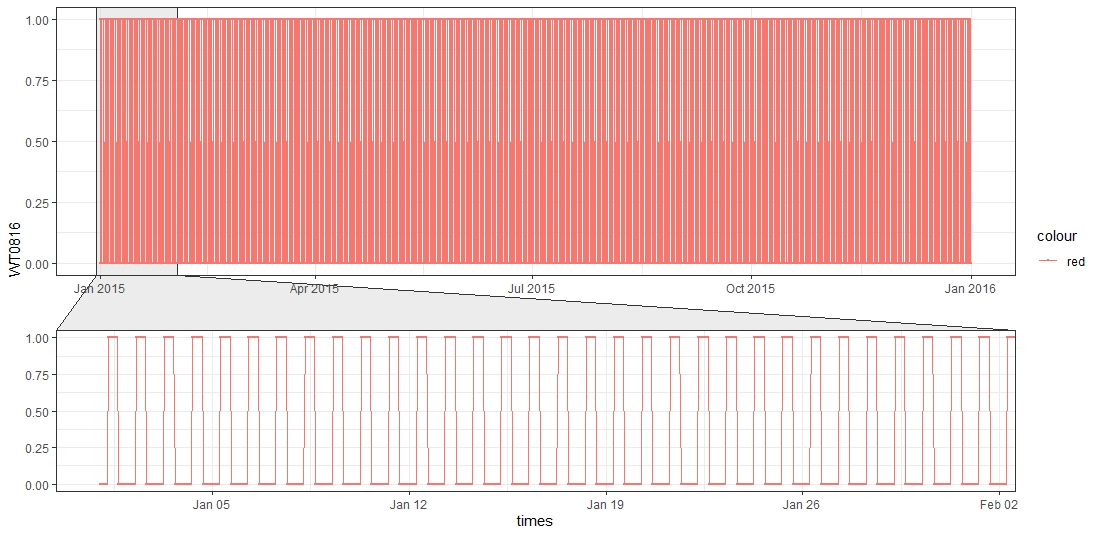 1.00
0.75
0.50
0.25
0.00
Jan 2015
Apr 2015
Jul 2015
Oct 2015
Jan 2016
WT0816
colour
red
1.00
0.75
0.50
0.25
0.00
Jan 05
Jan 12
Jan 19
Jan 26
Feb 02
times